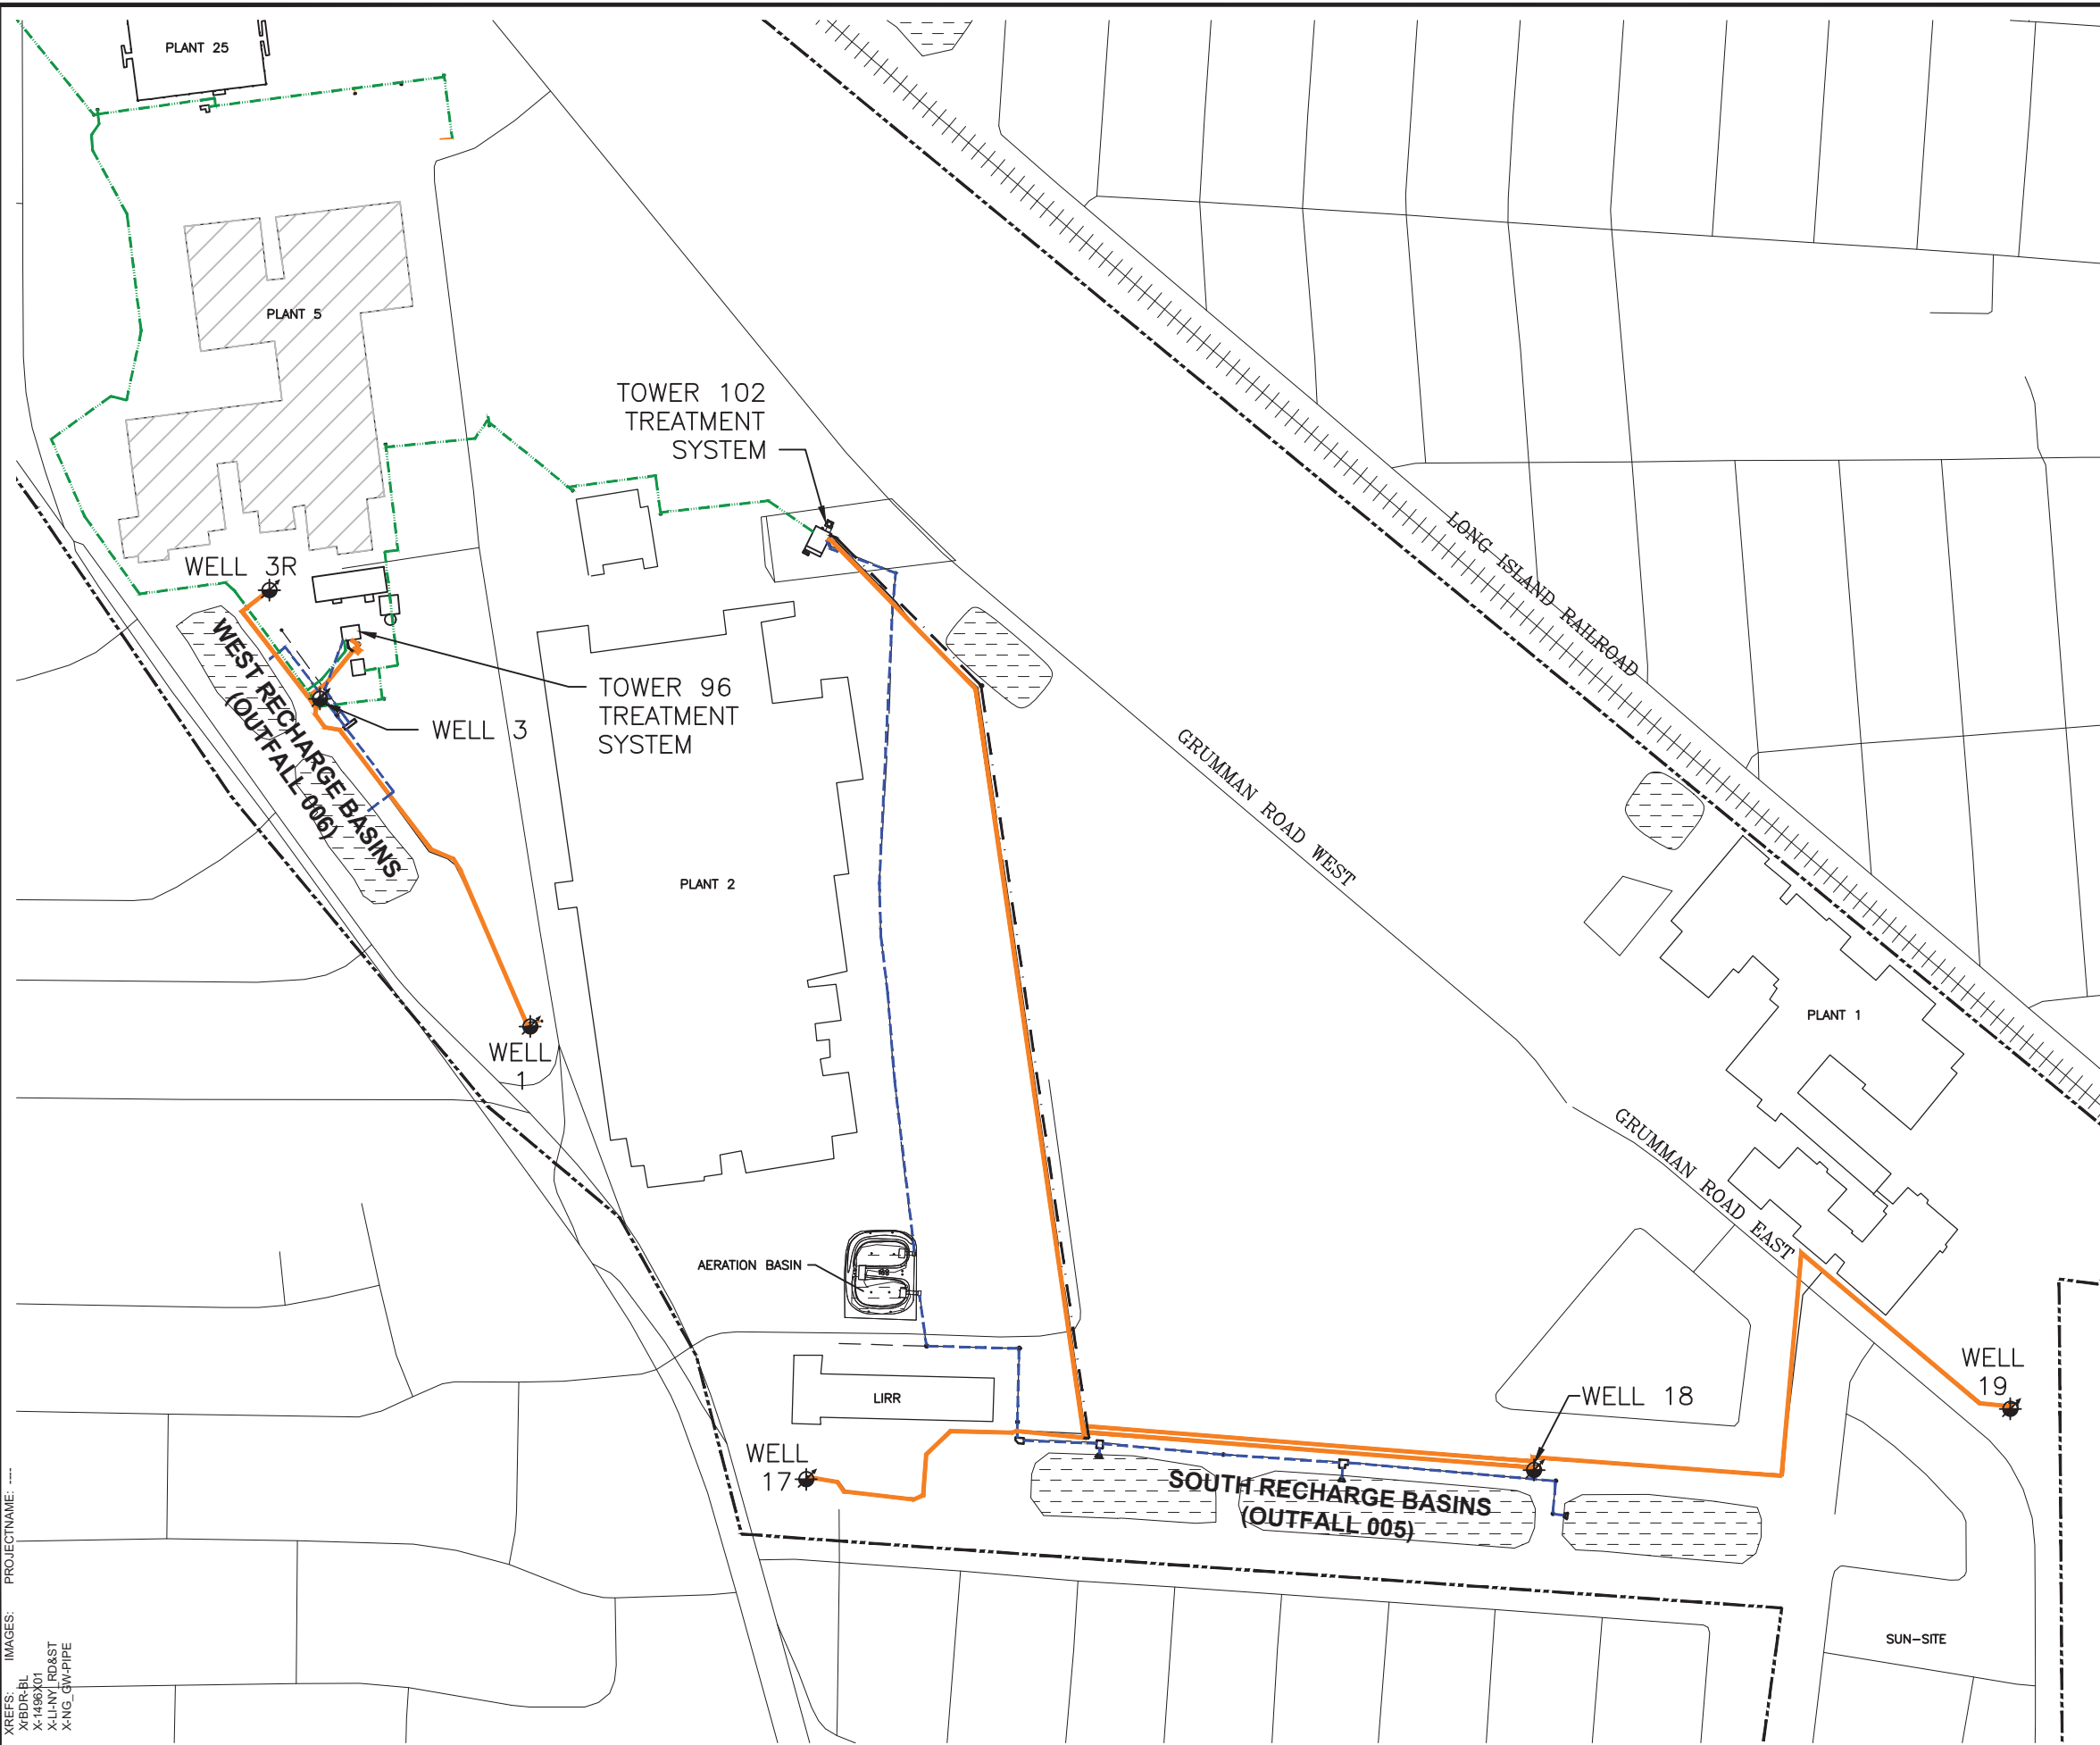 PLANT 25
PLANT 5
TOWER 102
TREATMENT
SYSTEM
LONG ISLAND RAILROAD
WELL 3R
TOWER 96
TREATMENT
SYSTEM
WELL 3
WEST RECHARGE BASINS
(OUTFALL 006)
GRUMMAN ROAD WEST
PLANT 2
PLANT 1
WELL
1
GRUMMAN ROAD EAST
AERATION BASIN
LIRR
WELL
19
WELL 18
WELL
17
SOUTH RECHARGE BASINS
(OUTFALL 005)
SUN-SITE
XREFS: IMAGES: PROJECTNAME: ----
XrBDR-BL
X-1496X01
X-LI-NY_RD&ST
X-NG_GW-PIPE